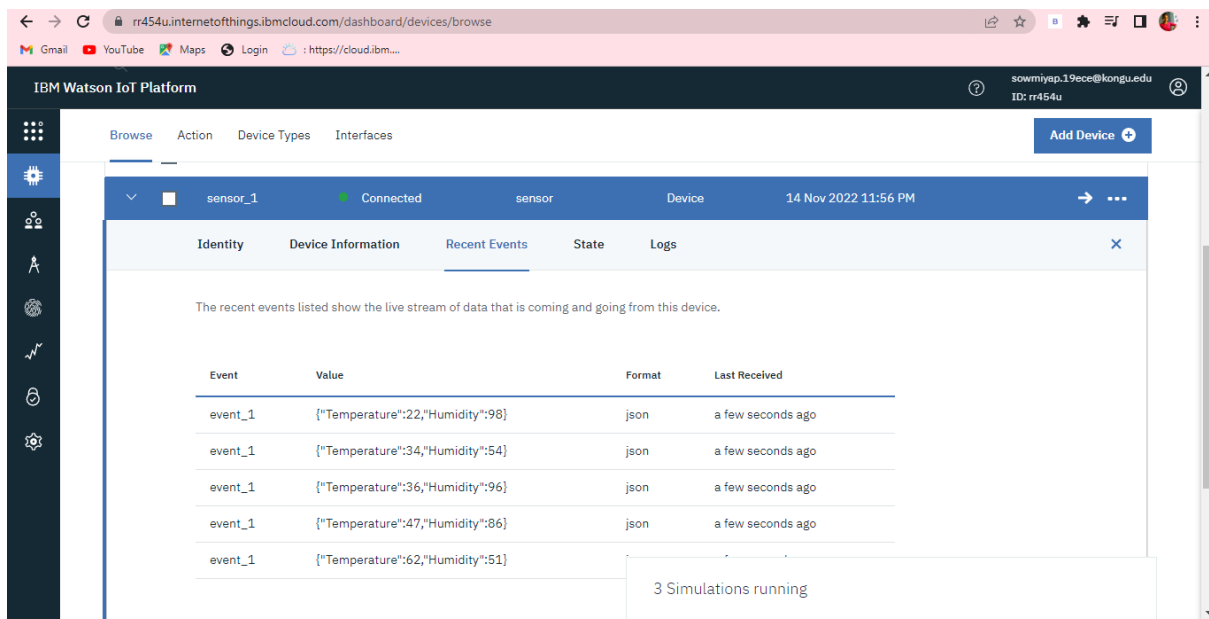 rr454u.internetofthings.ibmcloud.com/dashboard/devices/browse
Gmail YouTube Maps Login : https://cloud.ibm....
IBM Watson IoT Platform
sowmiyap.19ece@kongu.edu
ID: rr454u
Browse Action Device Types Interfaces Add Device
sensor_1 Connected sensor Device 14 Nov 2022 11:56 PM
Identity Device Information Recent Events State Logs
The recent events listed show the live stream of data that is coming and going from this device.
Event Value Format Last Received
event_1 {"Temperature":22,"Humidity":98} json a few seconds ago
event_1 {"Temperature":34,"Humidity":54} json a few seconds ago
event_1 {"Temperature":36,"Humidity":96} json a few seconds ago
event_1 {"Temperature":47,"Humidity":86} json a few seconds ago
event_1 {"Temperature":62,"Humidity":51}
3 Simulations running